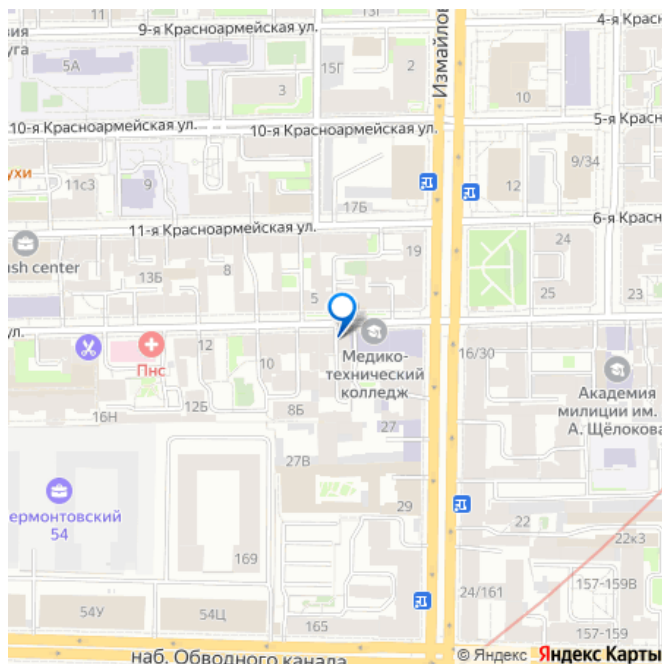 9-я Красноармейская ул.
4-я Красн
11
15Г
13Г
Измайлов
5А
3
2
10
10-я Красноармейская ул.
10-я Красноармейская ул.
5-я Красн
9/34
11с3
9
12
17Б
11-я Красноармейская ул.
6-я Красн
24
19
ash center
13Б
8
5
25
23
ул.
12
Пнс
10
Медико-
технический
колледж
16/30
Академия
милиции им.
А. Щёлокова
12Б
16Н
8Б
27
27В
29
22
22к3
ермонтовский
54
169
24/161
157-159В
157-159
54У
54Ц
165
наб. Обводного канала
© Яндекс Яндекс Карты